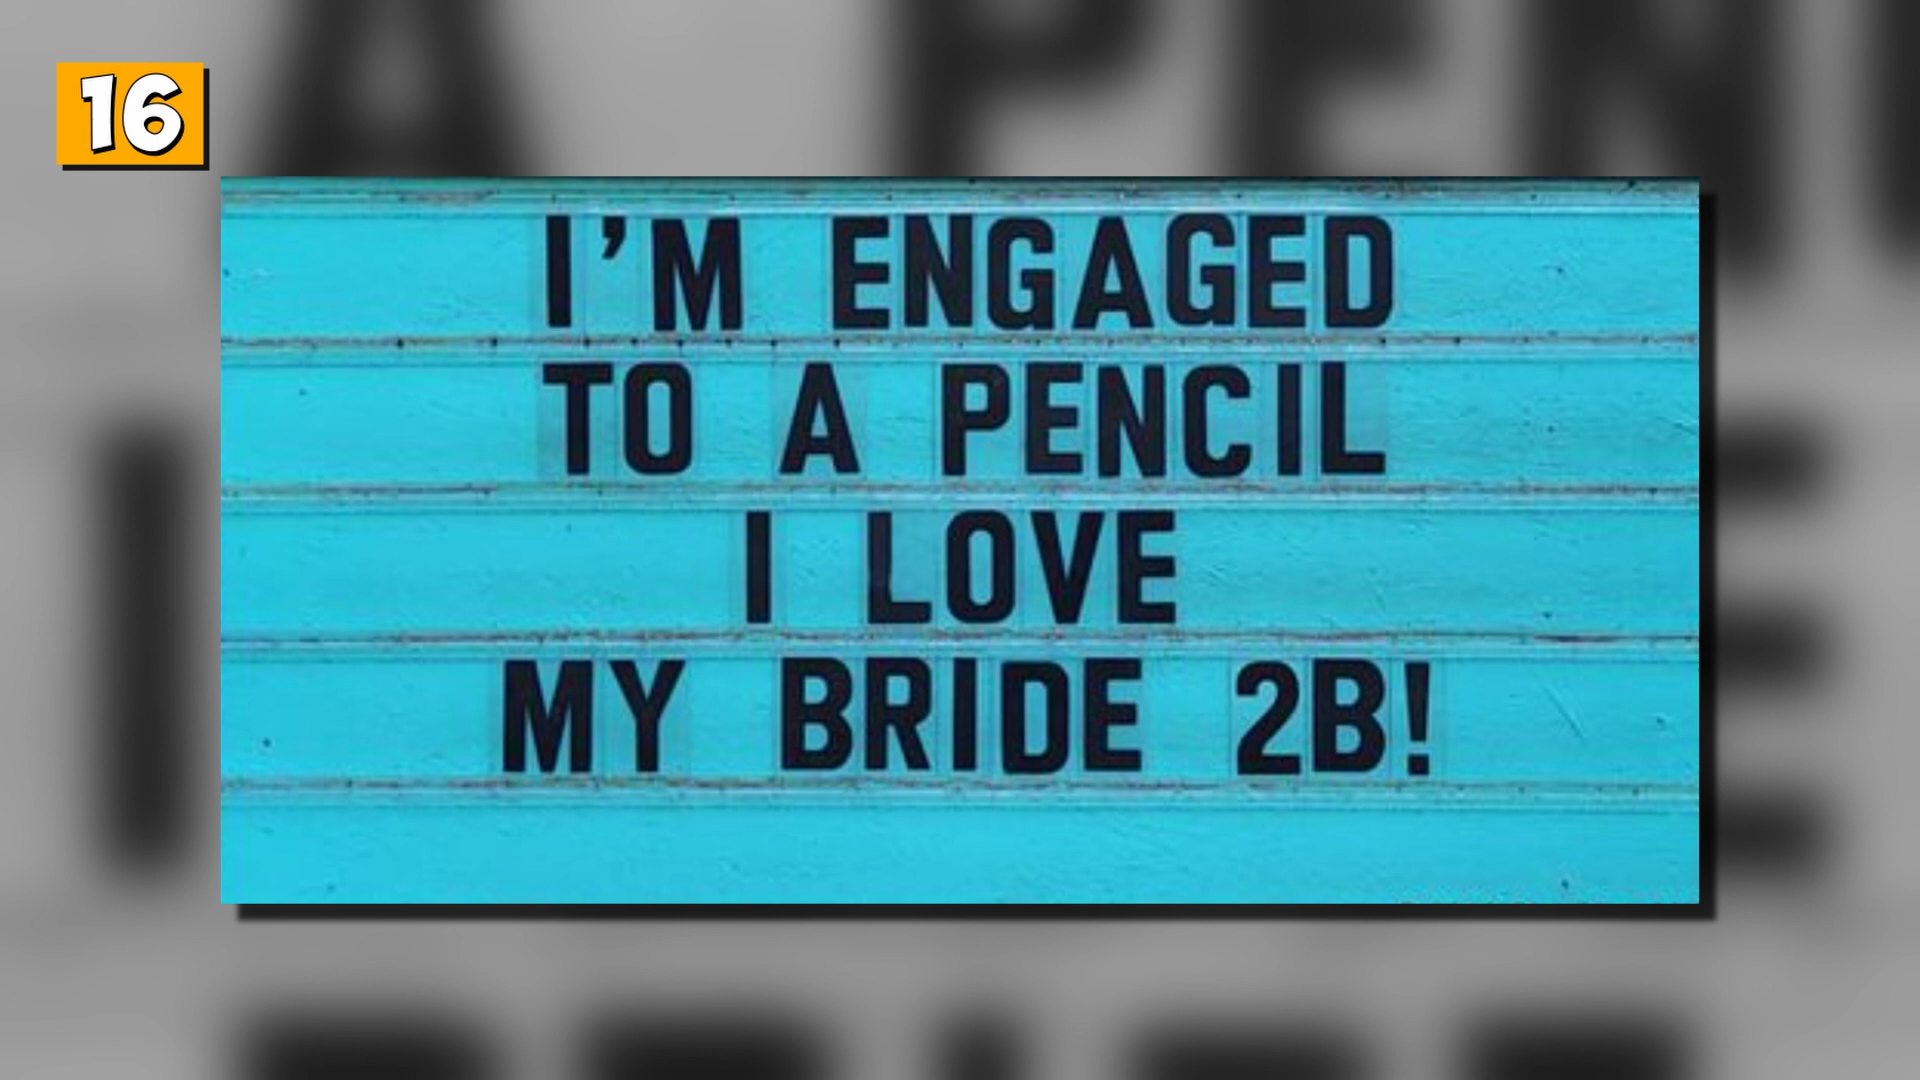 16
I'M ENGAGED
TO A PENCIL
I LOVE
MY BRIDE 2B!